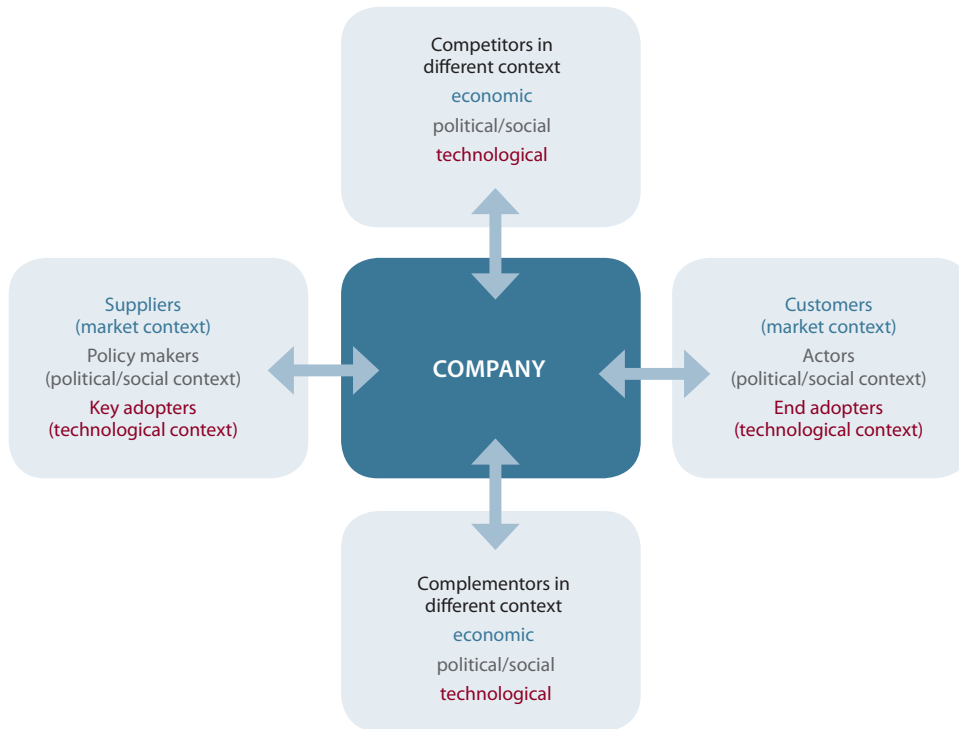 Competitors in
different context
economic
political/social
technological
Suppliers
(market context)
Policy makers
(political/social context)
Key adopters
(technological context)
COMPANY
Customers
(market context)
Actors
(political/social context)
End adopters
(technological context)
Complementors in
different context
economic
political/social
technological